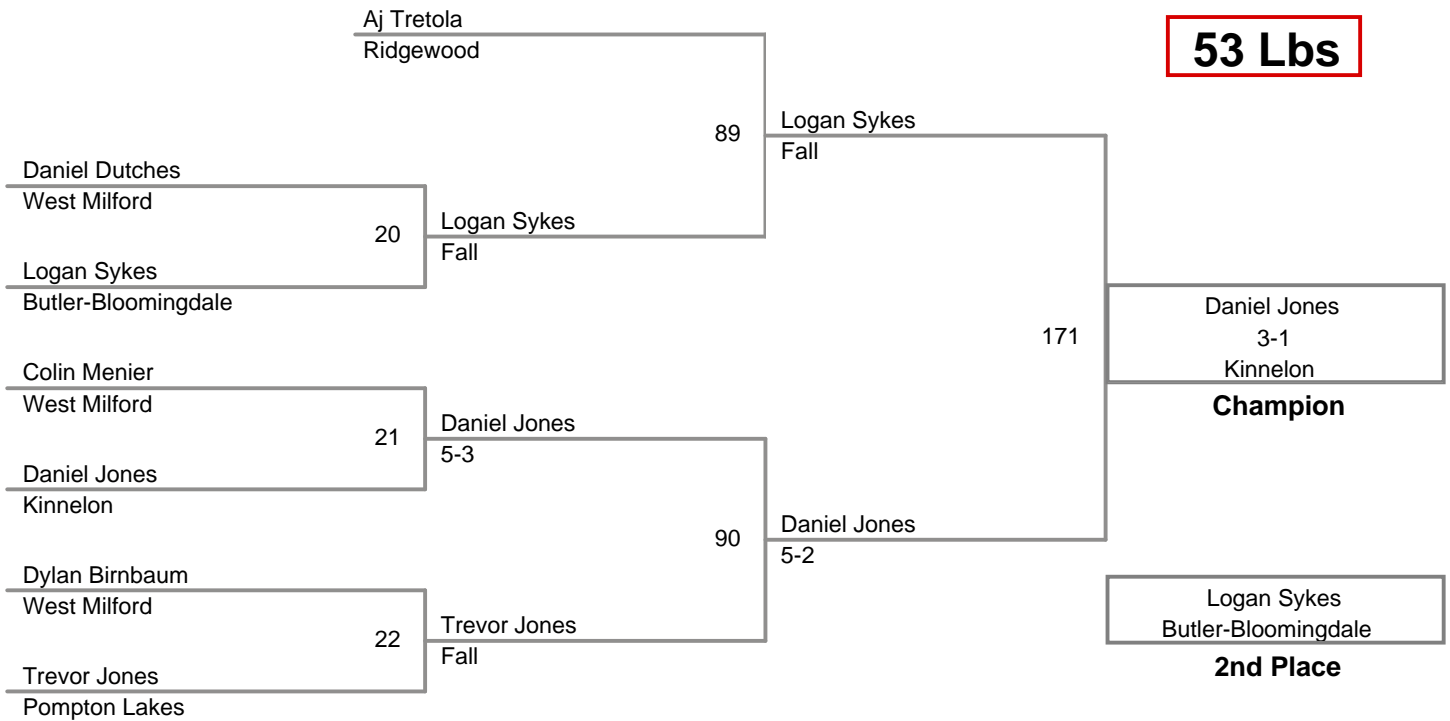 Aj Tretola
Ridgewood
53 Lbs
89
Logan Sykes
Fall
Daniel Dutches
West Milford
20
Logan Sykes
Fall
Logan Sykes
Butler-Bloomingdale
171
Daniel Jones
3-1
Kinnelon
Champion
Colin Menier
West Milford
21
Daniel Jones
5-3
Daniel Jones
Kinnelon
90
Daniel Jones
5-2
Dylan Birnbaum
West Milford
22
Trevor Jones
Fall
Trevor Jones
Pompton Lakes
Logan Sykes
Butler-Bloomingdale
2nd Place